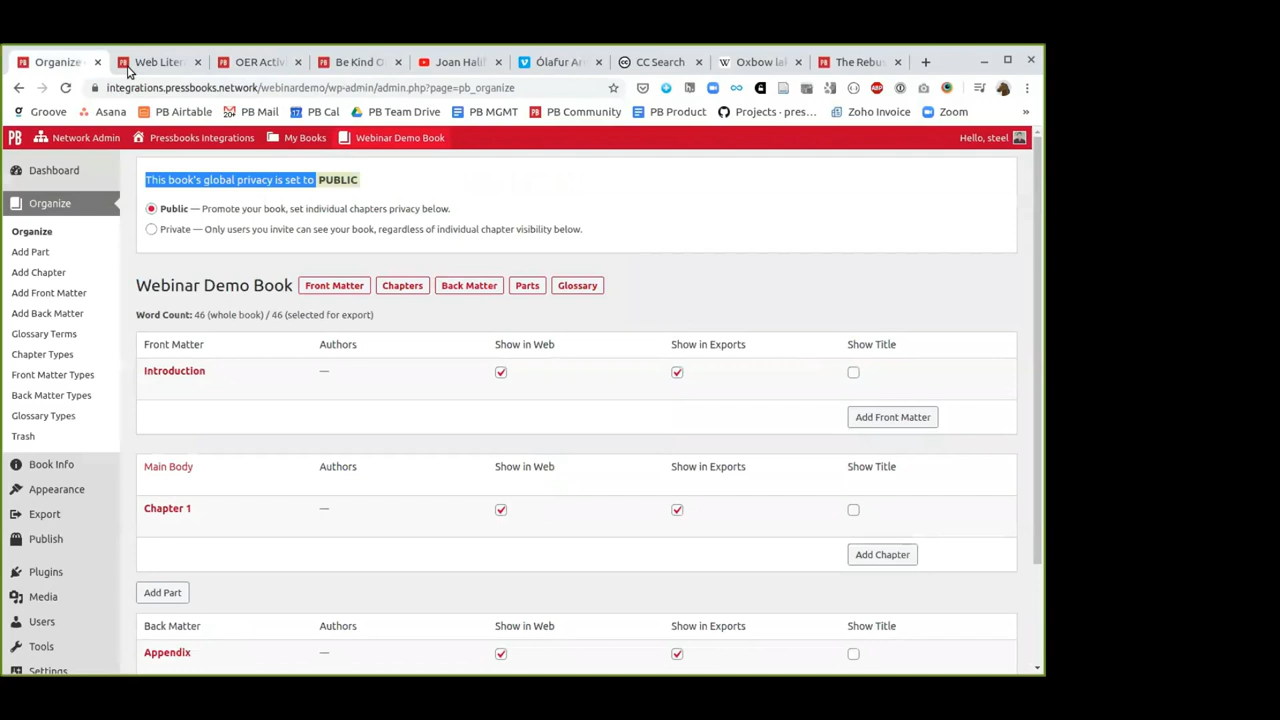 Organize
Web Liter
OER Activi
Be Kind O
Joan Halif
Ólafur Arn
CC Search
Oxbow lak
The Rebus
integrations.pressbooks.network/webinardemo/wp-admin/admin.php?page=pb_organize
Groove
Asana
PB Airtable
PB Mail
PB Cal
PB Team Drive
PB MGMT
PB Community
PB Product
Projects · pres…
Zoho Invoice
Zoom
»
PB
Network Admin
Pressbooks Integrations
My Books
Webinar Demo Book
Hello, steel
Dashboard
Organize
Organize
Add Part
Add Chapter
Add Front Matter
Add Back Matter
Glossary Terms
Chapter Types
Front Matter Types
Back Matter Types
Glossary Types
Trash
Book Info
Appearance
Export
Publish
Plugins
Media
Users
Tools
Settings
This book's global privacy is set to PUBLIC
Public — Promote your book, set individual chapters privacy below.
Private — Only users you invite can see your book, regardless of individual chapter visibility below.
Webinar Demo Book
Front Matter
Chapters
Back Matter
Parts
Glossary
Word Count: 46 (whole book) / 46 (selected for export)
Front Matter Authors Show in Web Show in Exports Show Title
Introduction —
Add Front Matter
Main Body Authors Show in Web Show in Exports Show Title
Chapter 1 —
Add Chapter
Add Part
Back Matter Authors Show in Web Show in Exports Show Title
Appendix —